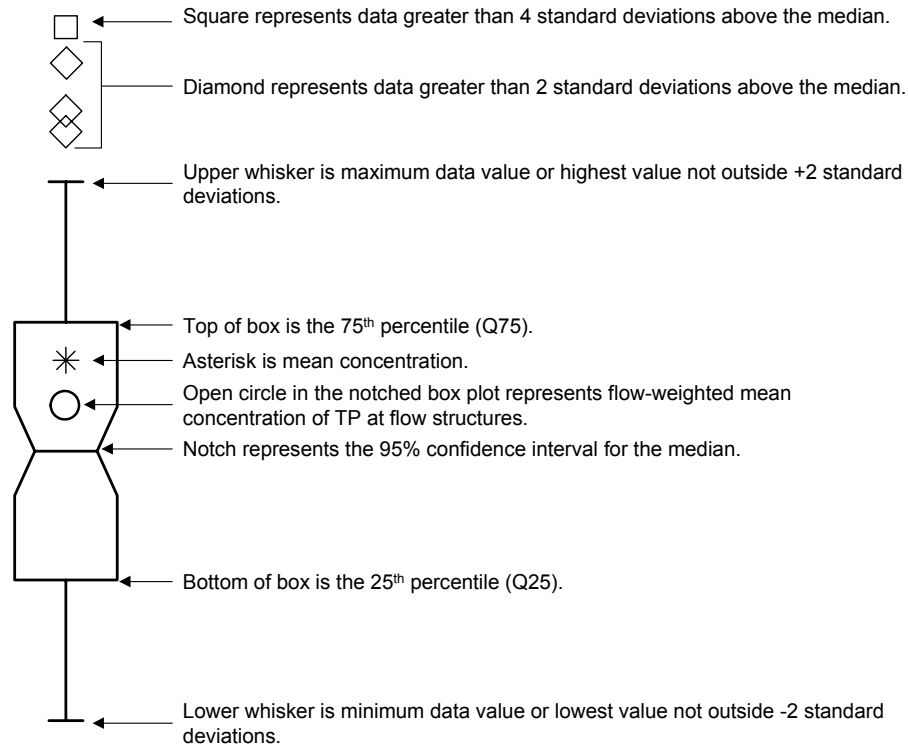 Square represents data greater than 4 standard deviations above the median.
Diamond represents data greater than 2 standard deviations above the median.
Upper whisker is maximum data value or highest value not outside +2 standard
deviations.
Top of box is the 75th percentile (Q75).
Asterisk is mean concentration.
Open circle in the notched box plot represents flow-weighted mean
concentration of TP at flow structures.
Notch represents the 95% confidence interval for the median.
Bottom of box is the 25th percentile (Q25).
Lower whisker is minimum data value or lowest value not outside -2 standard
deviations.